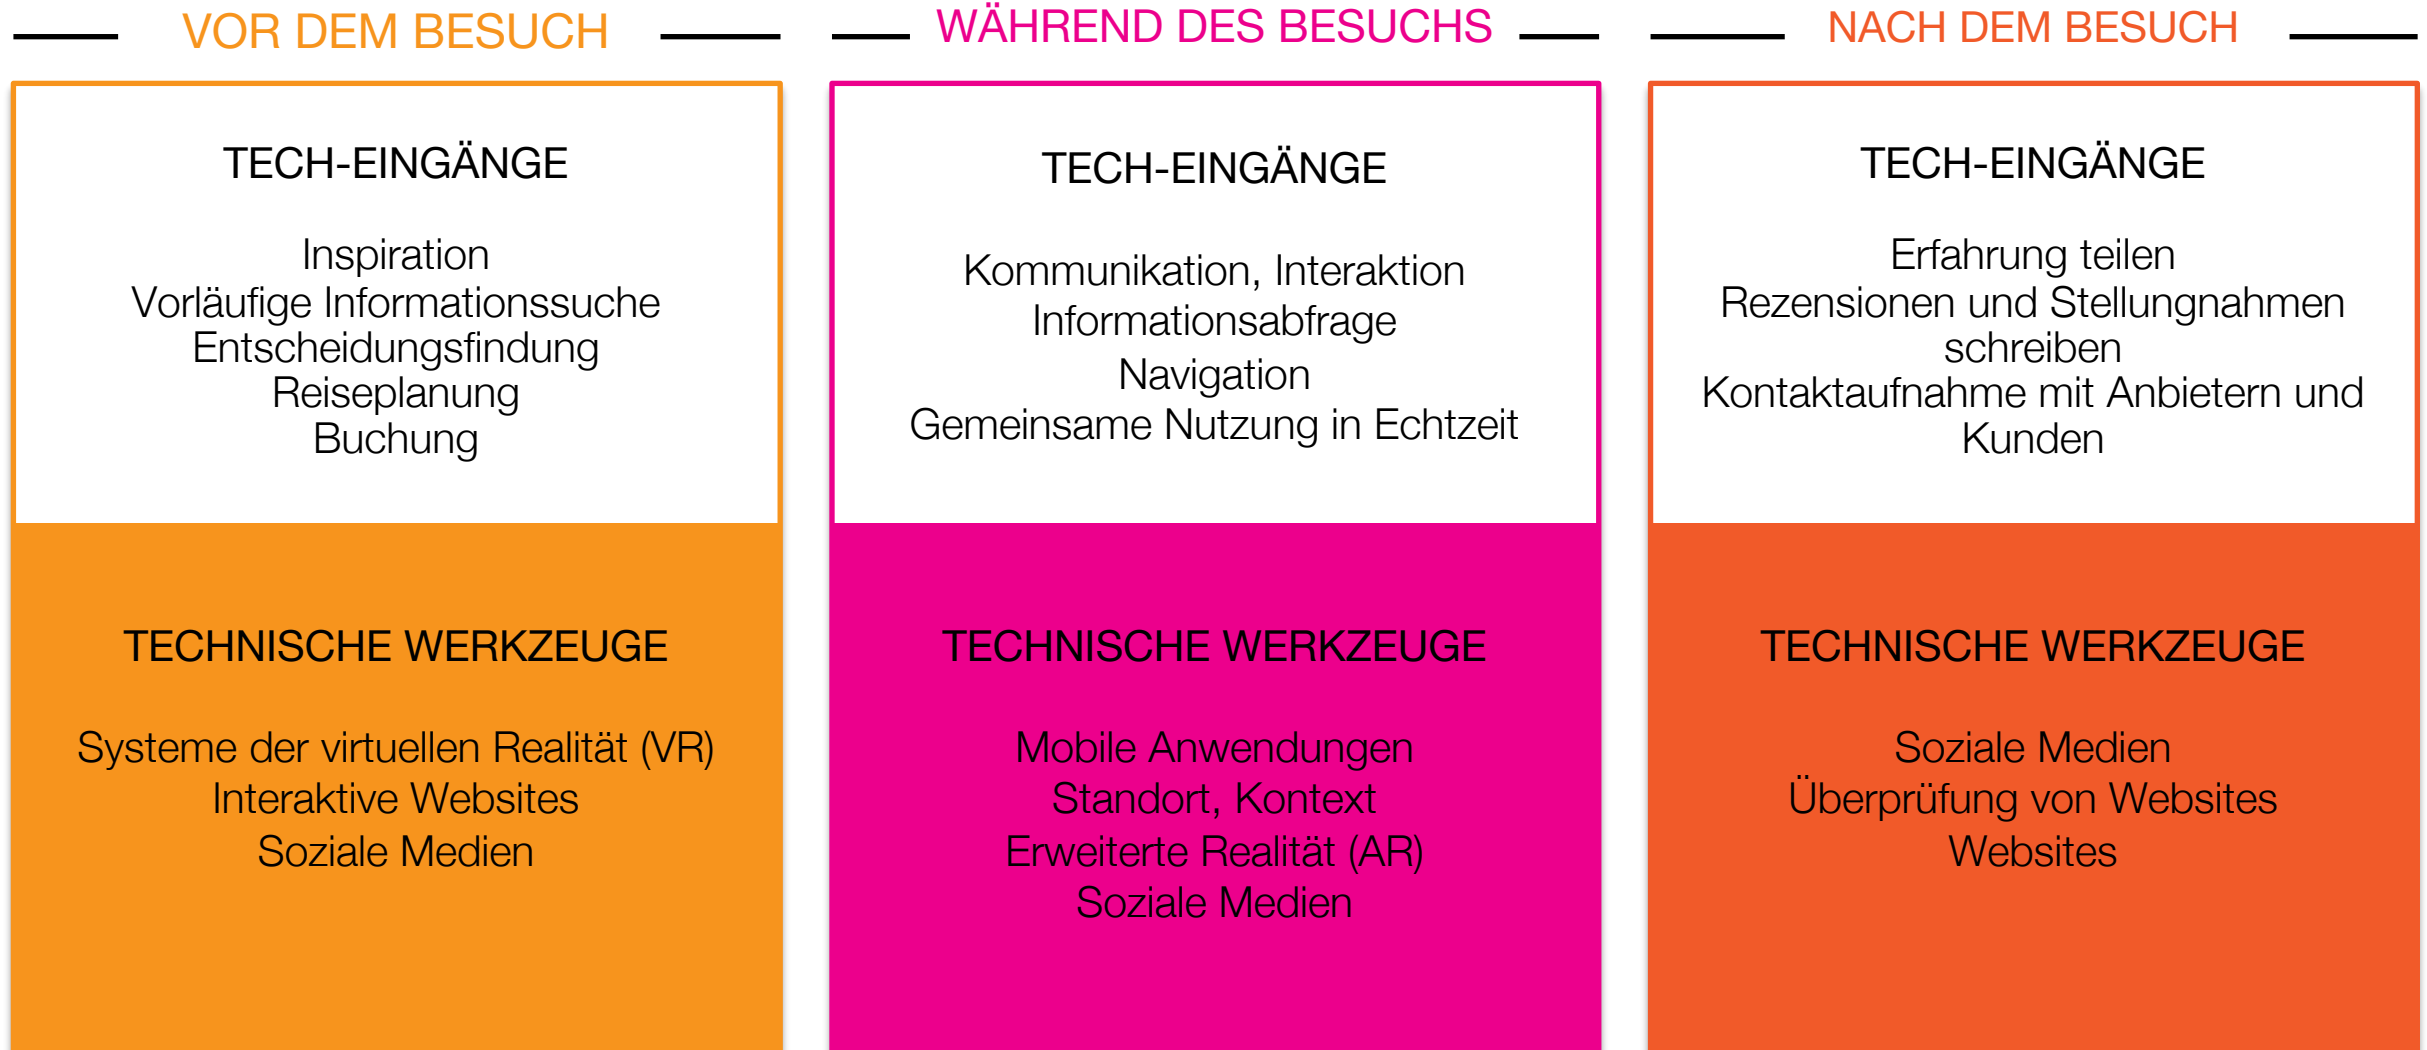 VOR DEM BESUCH
TECH-EINGÄNGE
Inspiration
Vorläufige Informationssuche
Entscheidungsfindung
Reiseplanung
Buchung
TECHNISCHE WERKZEUGE
Systeme der virtuellen Realität (VR)
Interaktive Websites
Soziale Medien
WÄHREND DES BESUCHS
TECH-EINGÄNGE
Kommunikation, Interaktion
Informationsabfrage
Navigation
Gemeinsame Nutzung in Echtzeit
TECHNISCHE WERKZEUGE
Mobile Anwendungen
Standort, Kontext
Erweiterte Realität (AR)
Soziale Medien
NACH DEM BESUCH
TECH-EINGÄNGE
Erfahrung teilen
Rezensionen und Stellungnahmen
schreiben
Kontaktaufnahme mit Anbietern und
Kunden
TECHNISCHE WERKZEUGE
Soziale Medien
Überprüfung von Websites
Websites